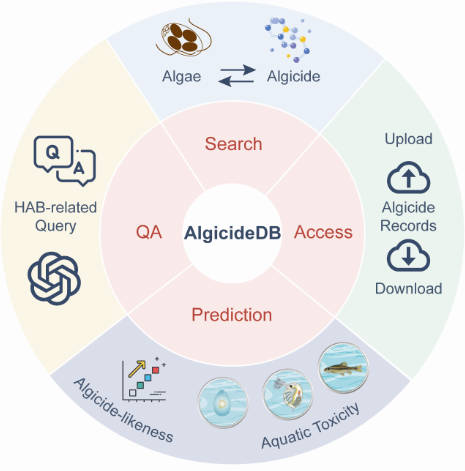 Algae
Algicide
Search
Q
A
HAB-related
Query
QA
AlgicideDB
Access
Upload
Algicide
Records
Download
Prediction
Algicide-likeness
Aquatic Toxicity